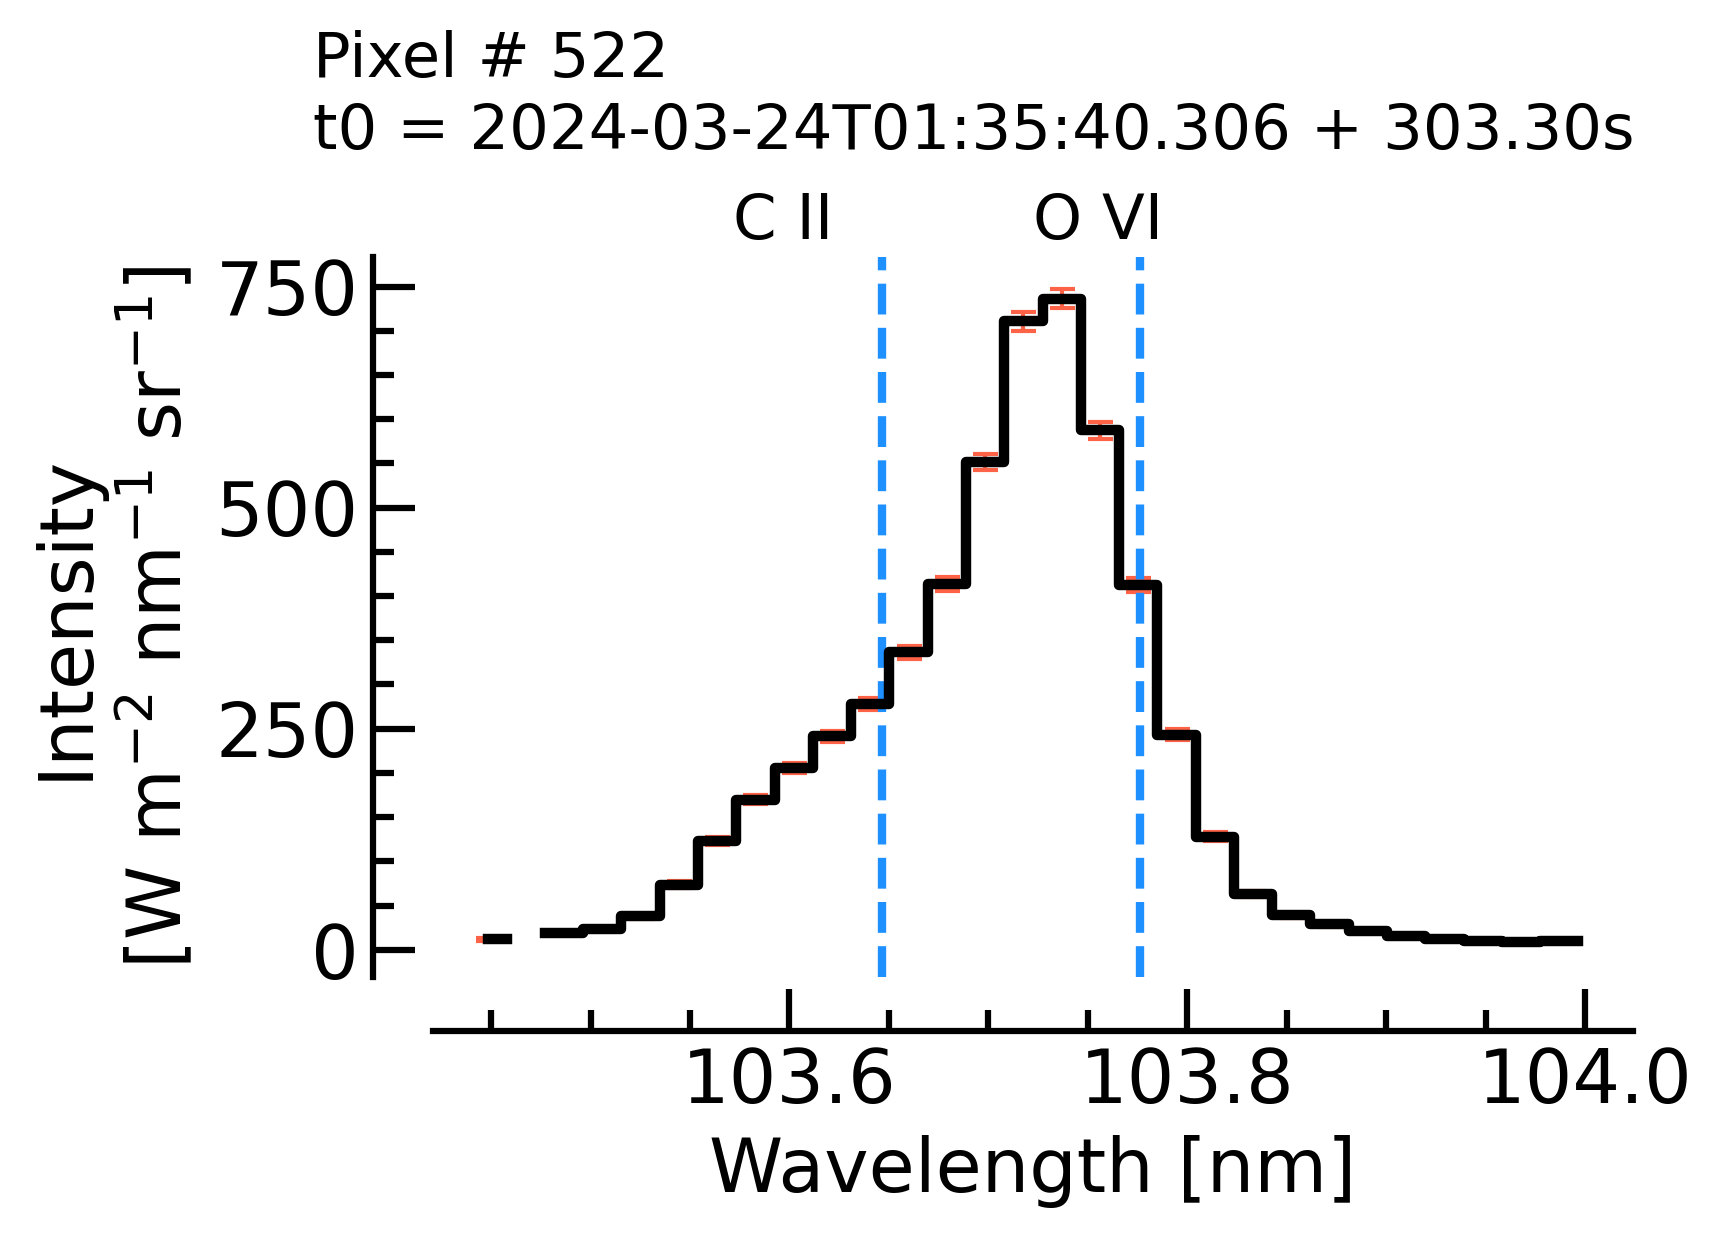 Pixel # 522
t0 = 2024-03-24T01:35:40.306 + 303.30s
C II O VI
Intensity
[W m⁻² nm⁻¹ sr⁻¹]
750
500
250
0
103.6 103.8 104.0
Wavelength [nm]